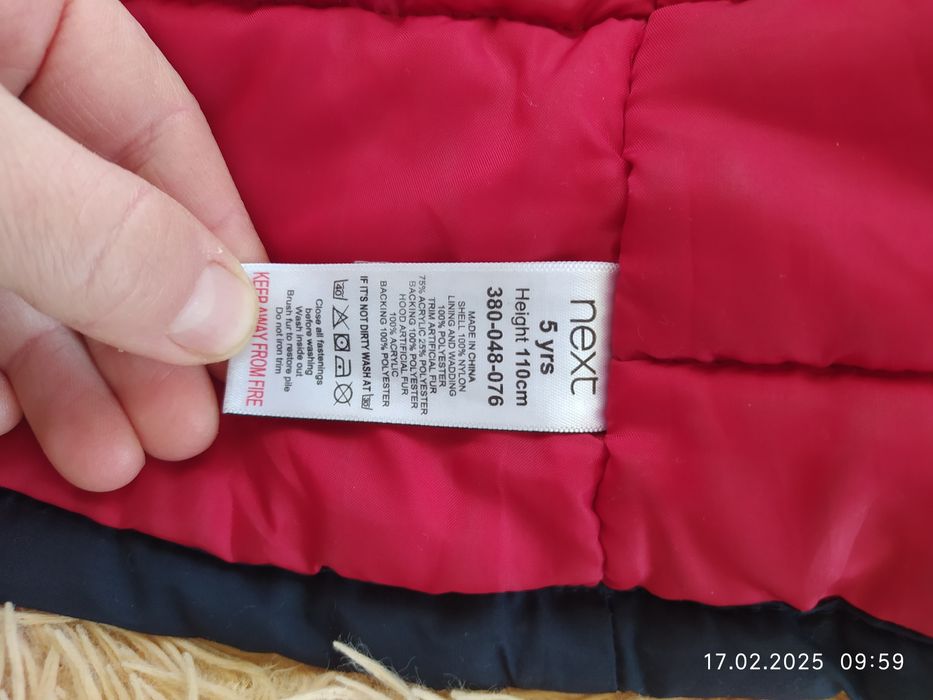 next
5 yrs
Height 110cm
380-048-076
MADE IN CHINA
SHELL 100% NYLON
LINING AND WADDING
100% POLYESTER
TRIM ARTIFICIAL FUR
75% ACRYLIC 25% POLYESTER
BACKING 100% POLYESTER
HOOD ARTIFICIAL FUR
100% ACRYLIC
BACKING 100% POLYESTER
IF IT'S NOT DIRTY WASH AT 30
40
Close all fastenings
before washing
Wash inside out
Brush fur to restore pile
Do not iron trim
KEEP AWAY FROM FIRE
17.02.2025 09:59